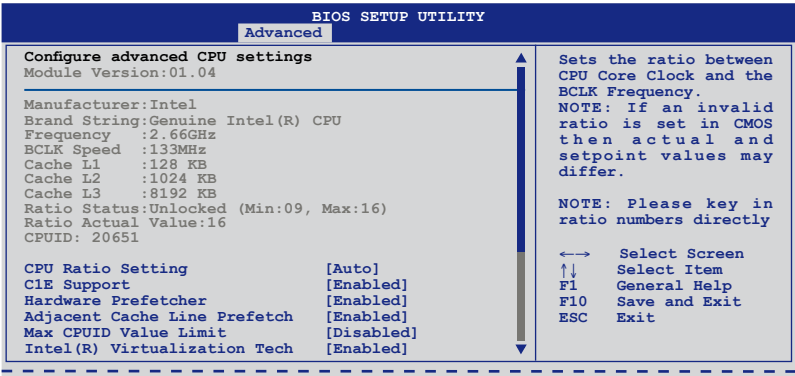 BIOS SETUP UTILITY
Advanced
Configure advanced CPU settings
Module Version:01.04
Manufacturer:Intel
Brand String:Genuine Intel(R) CPU
Frequency :2.66GHz
BCLK Speed :133MHz
Cache L1 :128 KB
Cache L2 :1024 KB
Cache L3 :8192 KB
Ratio Status:Unlocked (Min:09, Max:16)
Ratio Actual Value:16
CPUID: 20651
CPU Ratio Setting [Auto]
C1E Support [Enabled]
Hardware Prefetcher [Enabled]
Adjacent Cache Line Prefetch [Enabled]
Max CPUID Value Limit [Disabled]
Intel(R) Virtualization Tech [Enabled]
Sets the ratio between
CPU Core Clock and the
BCLK Frequency.
NOTE: If an invalid
ratio is set in CMOS
then actual and
setpoint values may
differ.
NOTE: Please key in
ratio numbers directly
←→ Select Screen
↑↓ Select Item
F1 General Help
F10 Save and Exit
ESC Exit